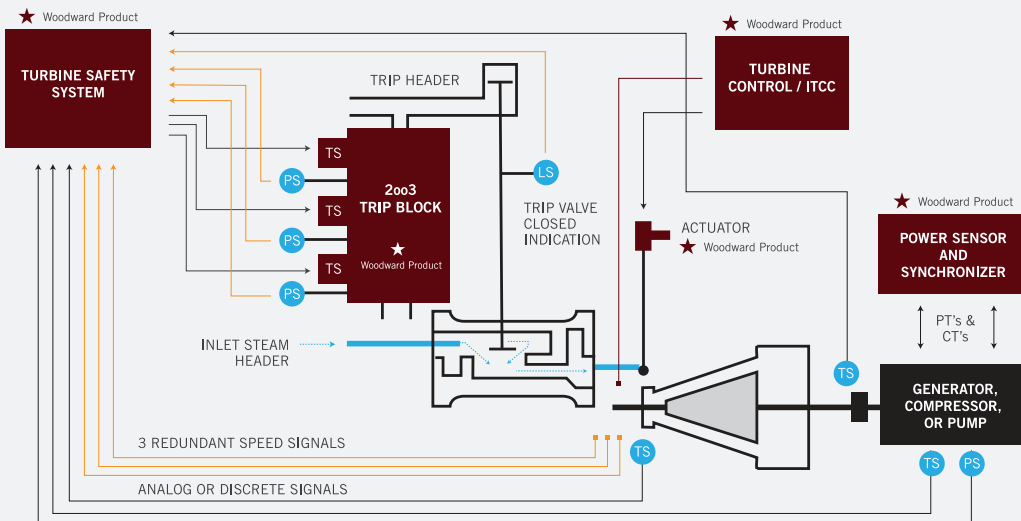 Woodward Product
TURBINE SAFETY
SYSTEM
TRIP HEADER
Woodward Product
TURBINE
CONTROL / ITCC
TS
PS
2oo3
TRIP BLOCK
TS
PS
Woodward Product
TS
PS
LS
TRIP VALVE
CLOSED
INDICATION
ACTUATOR
Woodward Product
Woodward Product
POWER SENSOR
AND
SYNCHRONIZER
PT's &
CT's
INLET STEAM
HEADER
TS
GENERATOR,
COMPRESSOR,
OR PUMP
3 REDUNDANT SPEED SIGNALS
TS
TS
PS
ANALOG OR DISCRETE SIGNALS